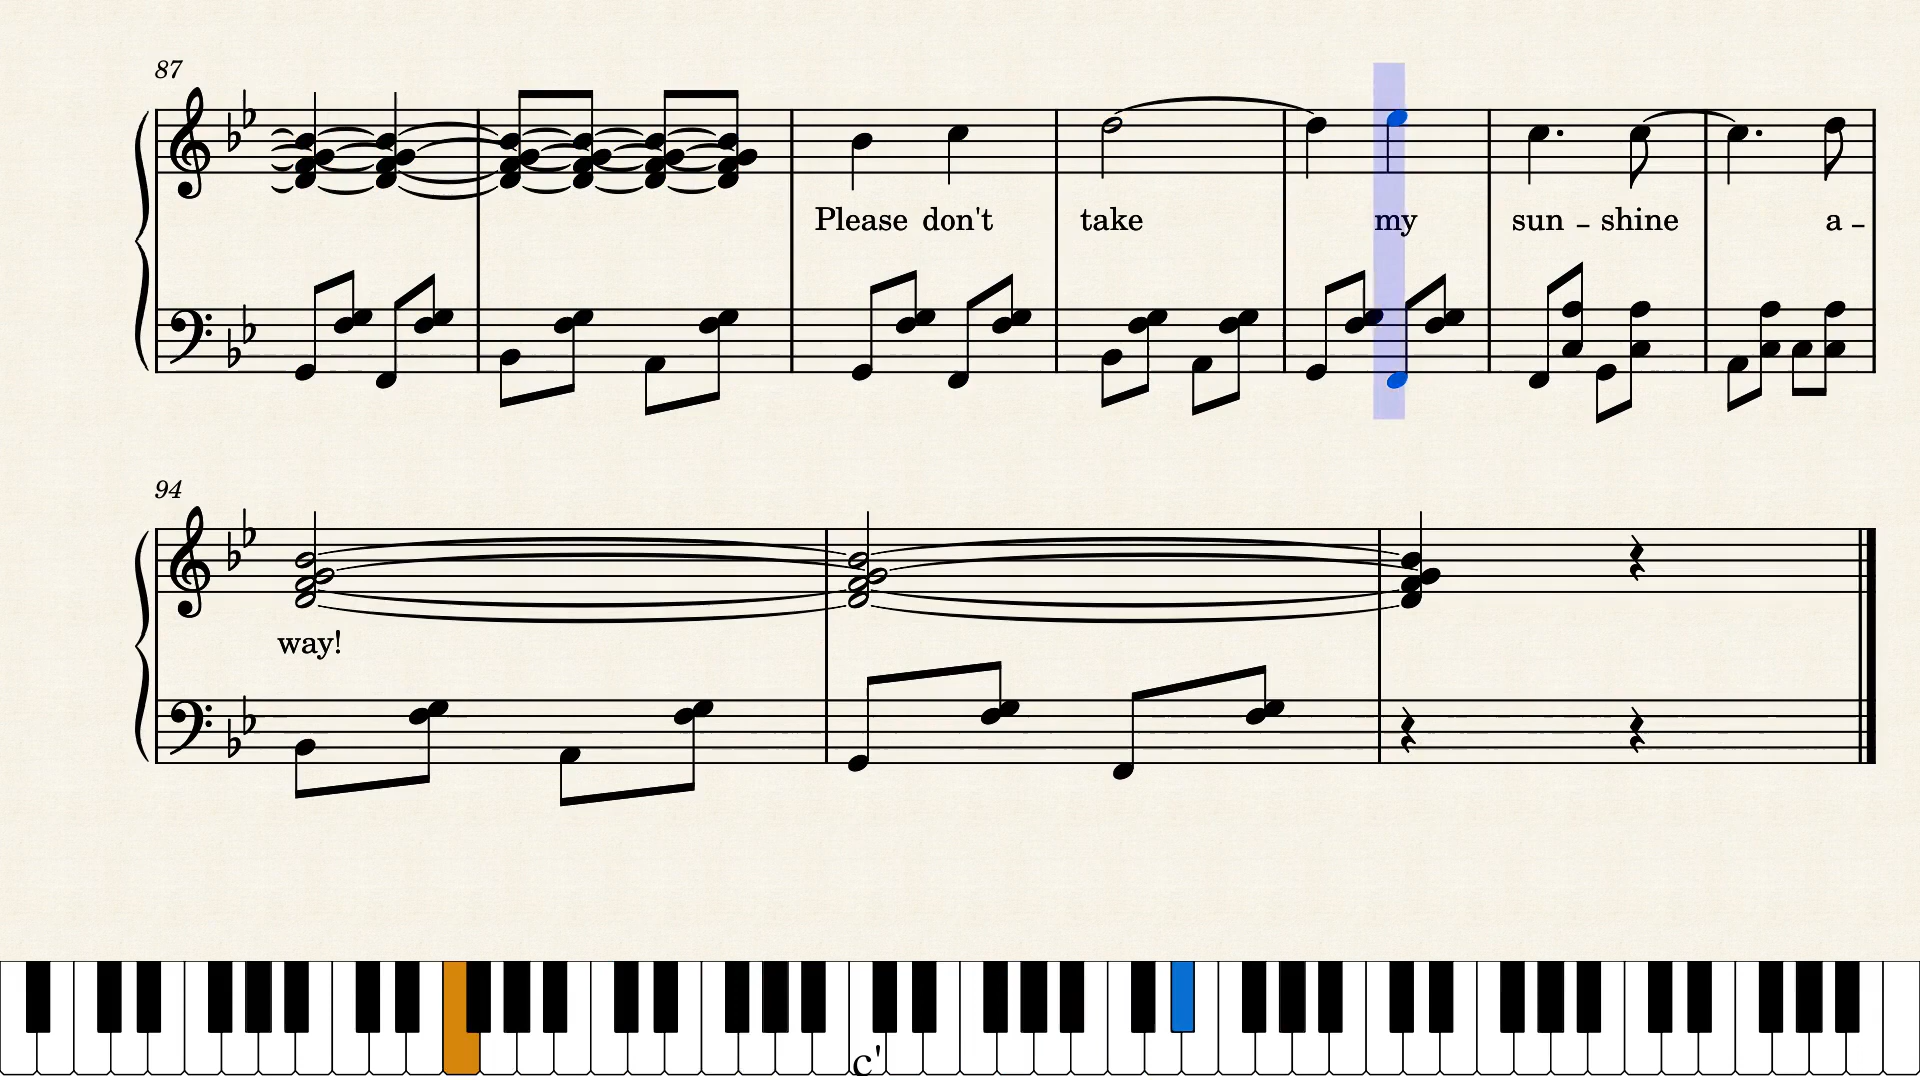 87
Please don't take my sun – shine a –
94
way!
c'